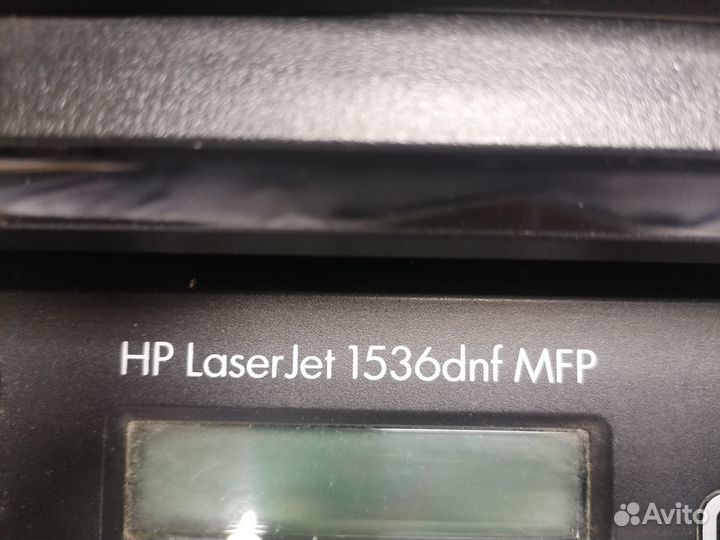 HP LaserJet 1536dnf MFP
Avito